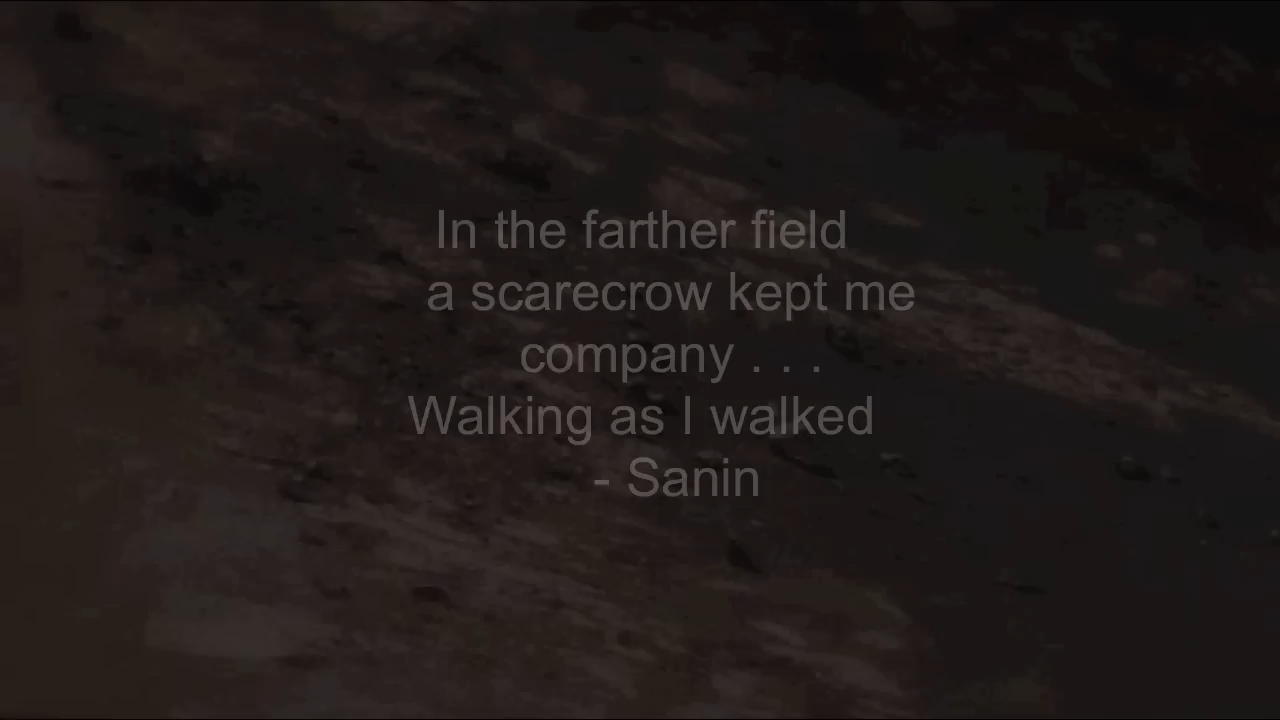 In the farther field
a scarecrow kept me
company . . .
Walking as I walked
- Sanin